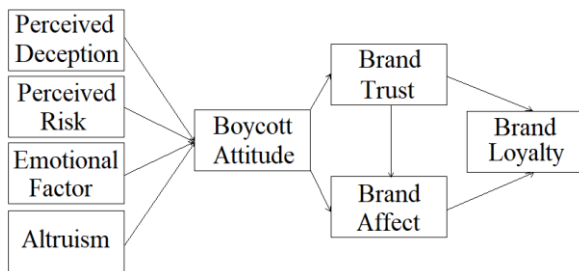 Perceived
Deception
Perceived
Risk
Emotional
Factor
Altruism
Boycott
Attitude
Brand
Trust
Brand
Affect
Brand
Loyalty